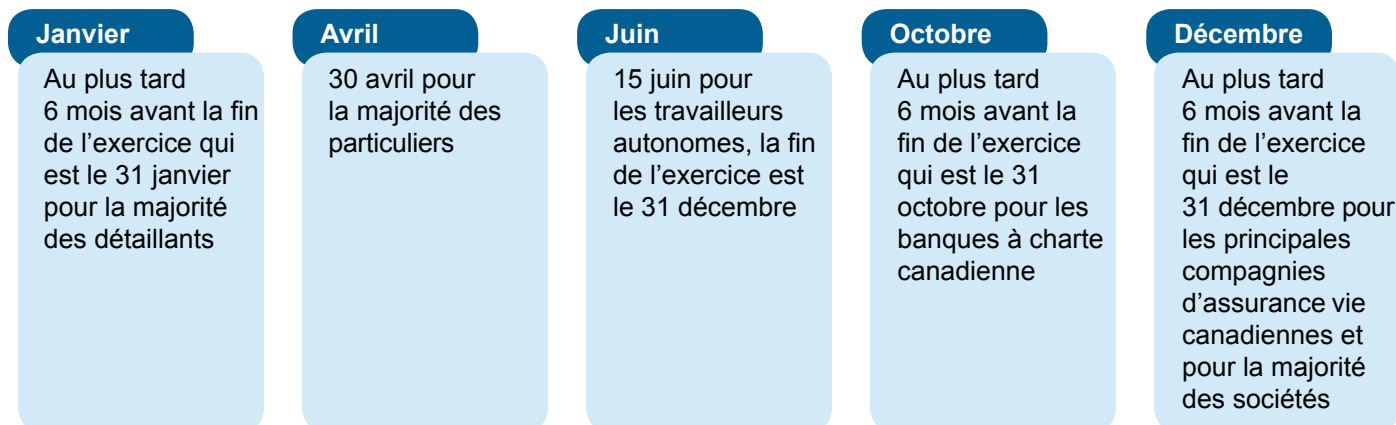 Janvier
Au plus tard
6 mois avant la fin
de l’exercice qui
est le 31 janvier
pour la majorité
des détaillants
Avril
30 avril pour
la majorité des
particuliers
Juin
15 juin pour
les travailleurs
autonomes, la fin
de l’exercice est
le 31 décembre
Octobre
Au plus tard
6 mois avant la
fin de l’exercice
qui est le 31
octobre pour les
banques à charte
canadienne
Décembre
Au plus tard
6 mois avant la
fin de l’exercice
qui est le
31 décembre pour
les principales
compagnies
d’assurance vie
canadiennes et
pour la majorité
des sociétés